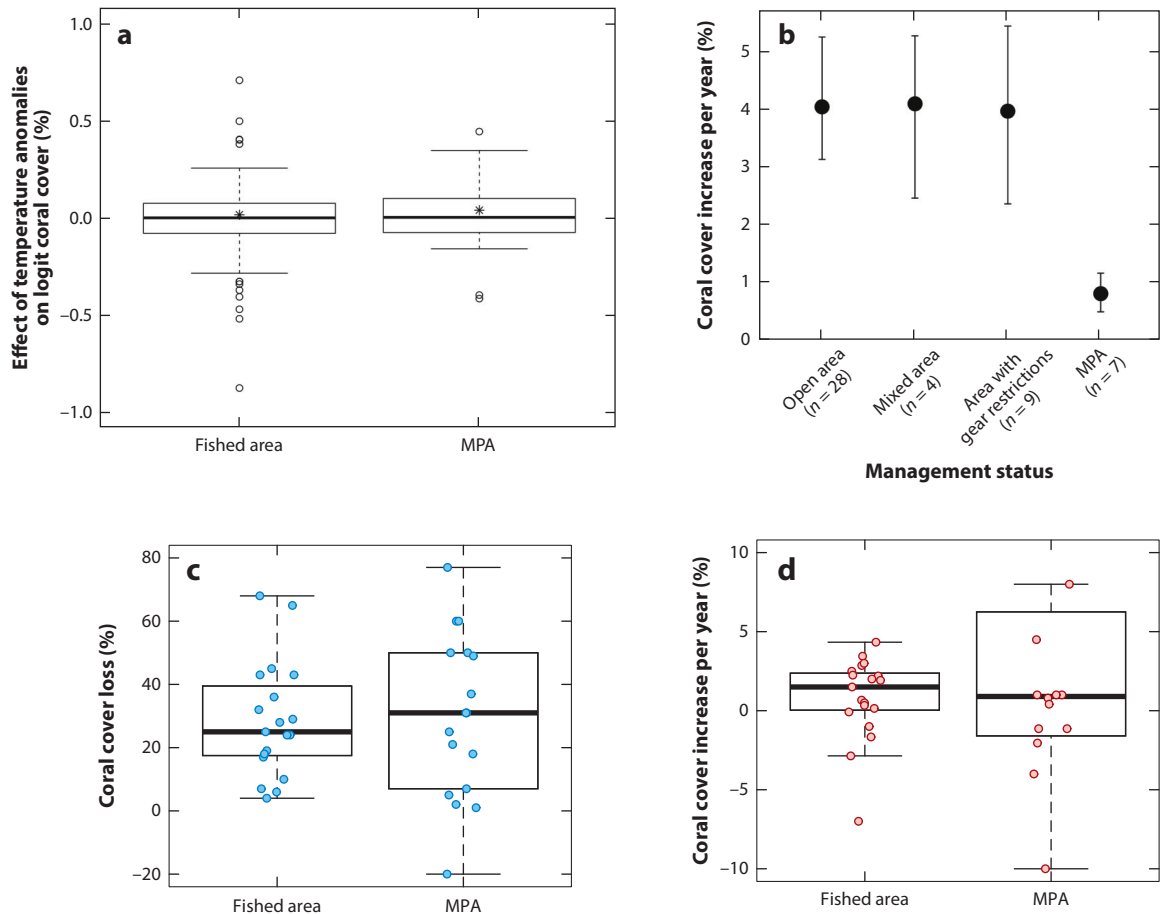 a
Effect of temperature anomalies
on logit coral cover (%)
1.0
0.5
0.0
−0.5
−1.0
Fished area
MPA
b
Coral cover increase per year (%)
5
4
3
2
1
0
Open area
(n = 28)
Mixed area
(n = 4)
Area with
gear restrictions
(n = 9)
MPA
(n = 7)
Management status
c
Coral cover loss (%)
80
60
40
20
0
−20
Fished area
MPA
d
Coral cover increase per year (%)
10
5
0
−5
−10
Fished area
MPA